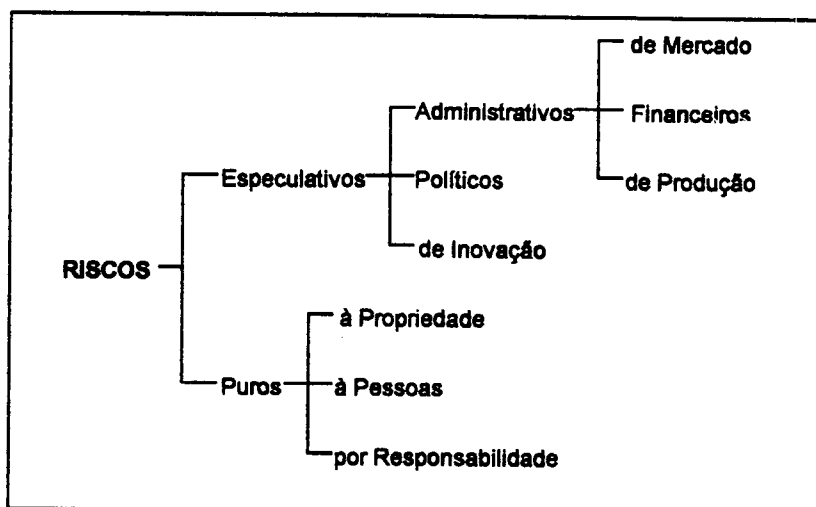 de Mercado
Administrativos
Financeiros
Especulativos
Políticos
de Produção
de Inovação
RISCOS
à Propriedade
Puros
à Pessoas
por Responsabilidade